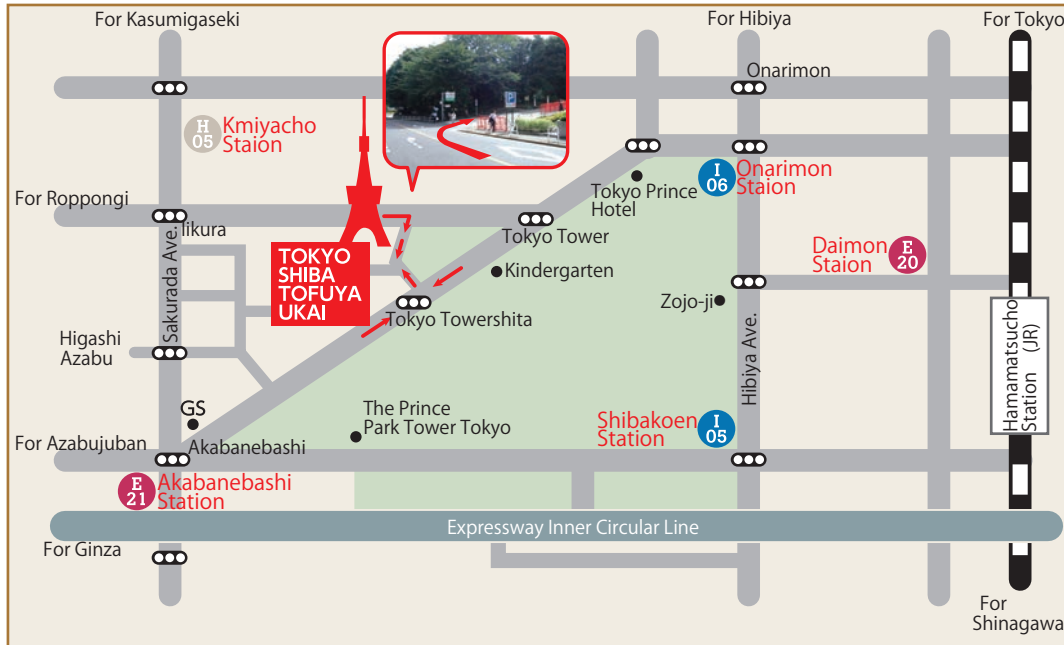 For Kasumigaseki
For Hibiya
For Tokyo
Onarimon
H
05
Kmiyacho
Staion
I
06
Onarimon
Staion
Tokyo Prince
Hotel
For Roppongi
Iikura
Tokyo Tower
TOKYO
SHIBA
TOFUYA
UKAI
Daimon
Staion
E
20
Kindergarten
Sakurada Ave.
Zojo-ji
Tokyo Towershita
Higashi
Azabu
Hibiya Ave.
Hamamatsucho
Station (JR)
GS
The Prince
Park Tower Tokyo
Shibakoen
Station
I
05
For Azabujuban
Akabanebashi
E
21
Akabanebashi
Station
Expressway Inner Circular Line
For Ginza
For
Shinagawa